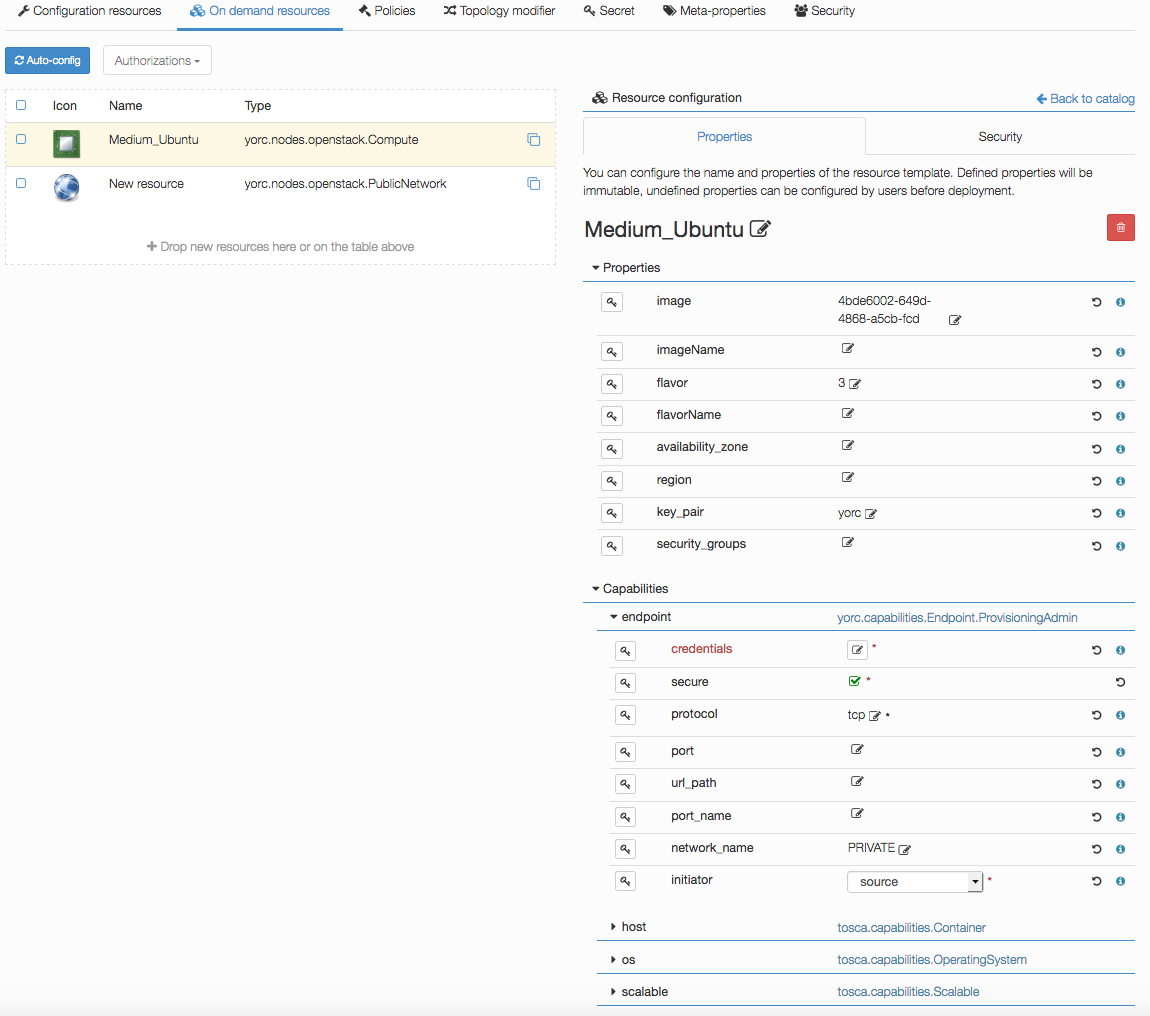 Configuration resources On demand resources Policies Topology modifier Secret Meta-properties Security
Auto-config Authorizations
Icon Name Type
Medium_Ubuntu yorc.nodes.openstack.Compute
New resource yorc.nodes.openstack.PublicNetwork
Drop new resources here or on the table above
Resource configuration Back to catalog
Properties Security
You can configure the name and properties of the resource template. Defined properties will be
immutable, undefined properties can be configured by users before deployment.
Medium_Ubuntu
Properties
image 4bde6002-649d-
4868-a5cb-fcd
imageName
flavor 3
flavorName
availability_zone
region
key_pair yorc
security_groups
Capabilities
endpoint yorc.capabilities.Endpoint.ProvisioningAdmin
credentials *
secure *
protocol tcp *
port
url_path
port_name
network_name PRIVATE
initiator source *
host tosca.capabilities.Container
os tosca.capabilities.OperatingSystem
scalable tosca.capabilities.Scalable